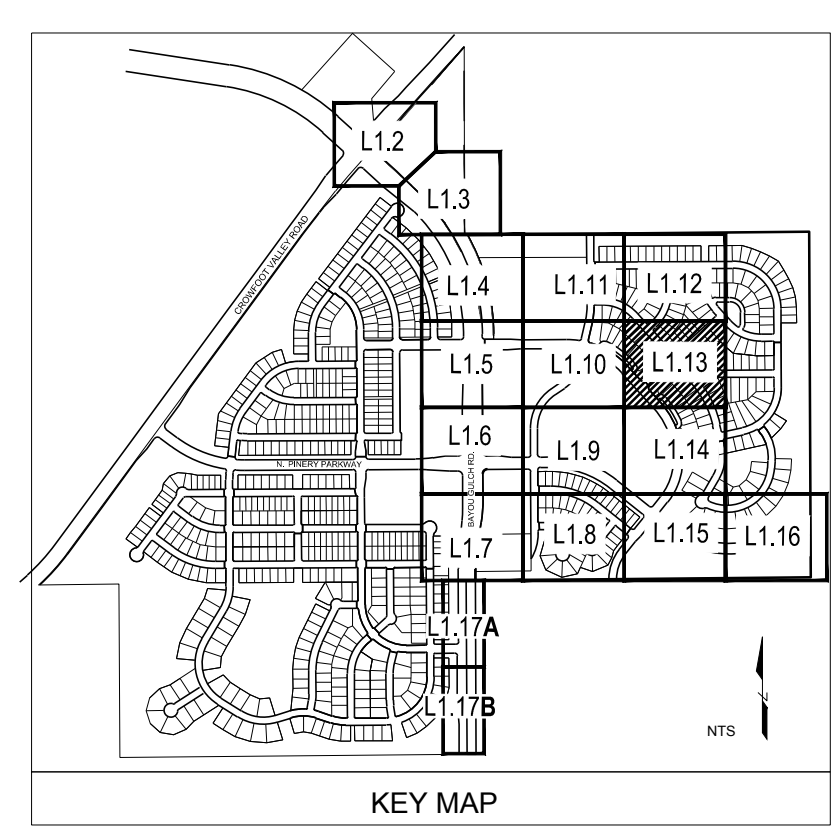 L1.2
L1.3
CROWFOOT VALLEY ROAD
L1.4
L1.11
L1.12
L1.5
L1.10
L1.13
L1.6
L1.9
L1.14
N. PINERY PARKWAY
BAYOU GULCH RD.
L1.7
L1.8
L1.15
L1.16
L1.17A
L1.17B
NTS
Z
KEY MAP